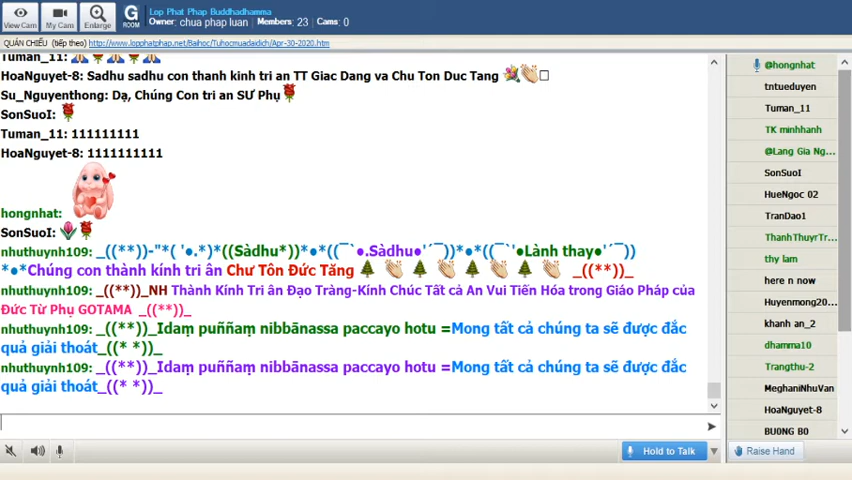 View Cam
My Cam
Enlarge
G
ROOM
Lop Phat Phap Buddhadhamma
Owner: chua phap luan
Members: 23
Cams: 0
QUÁN CHIẾU (tiếp theo) http://www.lopphatphap.net/Baihoc/Tuhocmuadaidich/Apr-30-2020.htm
Tuman_11:
HoaNguyet-8: Sadhu sadhu con thanh kinh tri an TT Giac Dang va Chu Ton Duc Tang
Su_Nguyenthong: Dạ, Chúng Con tri an SƯ Phụ
SonSuoI:
Tuman_11: 111111111
HoaNguyet-8: 1111111111
hongnhat:
SonSuoI:
nhuthuynh109: _((**))-"*( '●.*)*((Sàdhu*))*●*((¯`●.Sàdhu●'´¯))*●*((¯`'●Lành thay●'´¯))
*●*Chúng con thành kính tri ân Chư Tôn Đức Tăng _((**))_
nhuthuynh109: _((**))_NH Thành Kính Tri ân Đạo Tràng-Kính Chúc Tất cả An Vui Tiến Hóa trong Giáo Pháp của
Đức Từ Phụ GOTAMA _((**))_
nhuthuynh109: _((**))_Idaṃ puññaṃ nibbānassa paccayo hotu =Mong tất cả chúng ta sẽ được đắc
quả giải thoát_((* *))_
nhuthuynh109: _((**))_Idaṃ puññaṃ nibbānassa paccayo hotu =Mong tất cả chúng ta sẽ được đắc
quả giải thoát_((* *))_
Hold to Talk
@hongnhat
tntueduyen
Tuman_11
TK minhhanh
@Lang Gia Ng...
SonSuoI
HueNgoc 02
TranDao1
ThanhThuyrTr...
thy lam
here n now
Huyenmong20...
khanh an_2
dhamma10
Trangthu-2
MeghaniNhuVan
HoaNguyet-8
BU0NG B0
Raise Hand